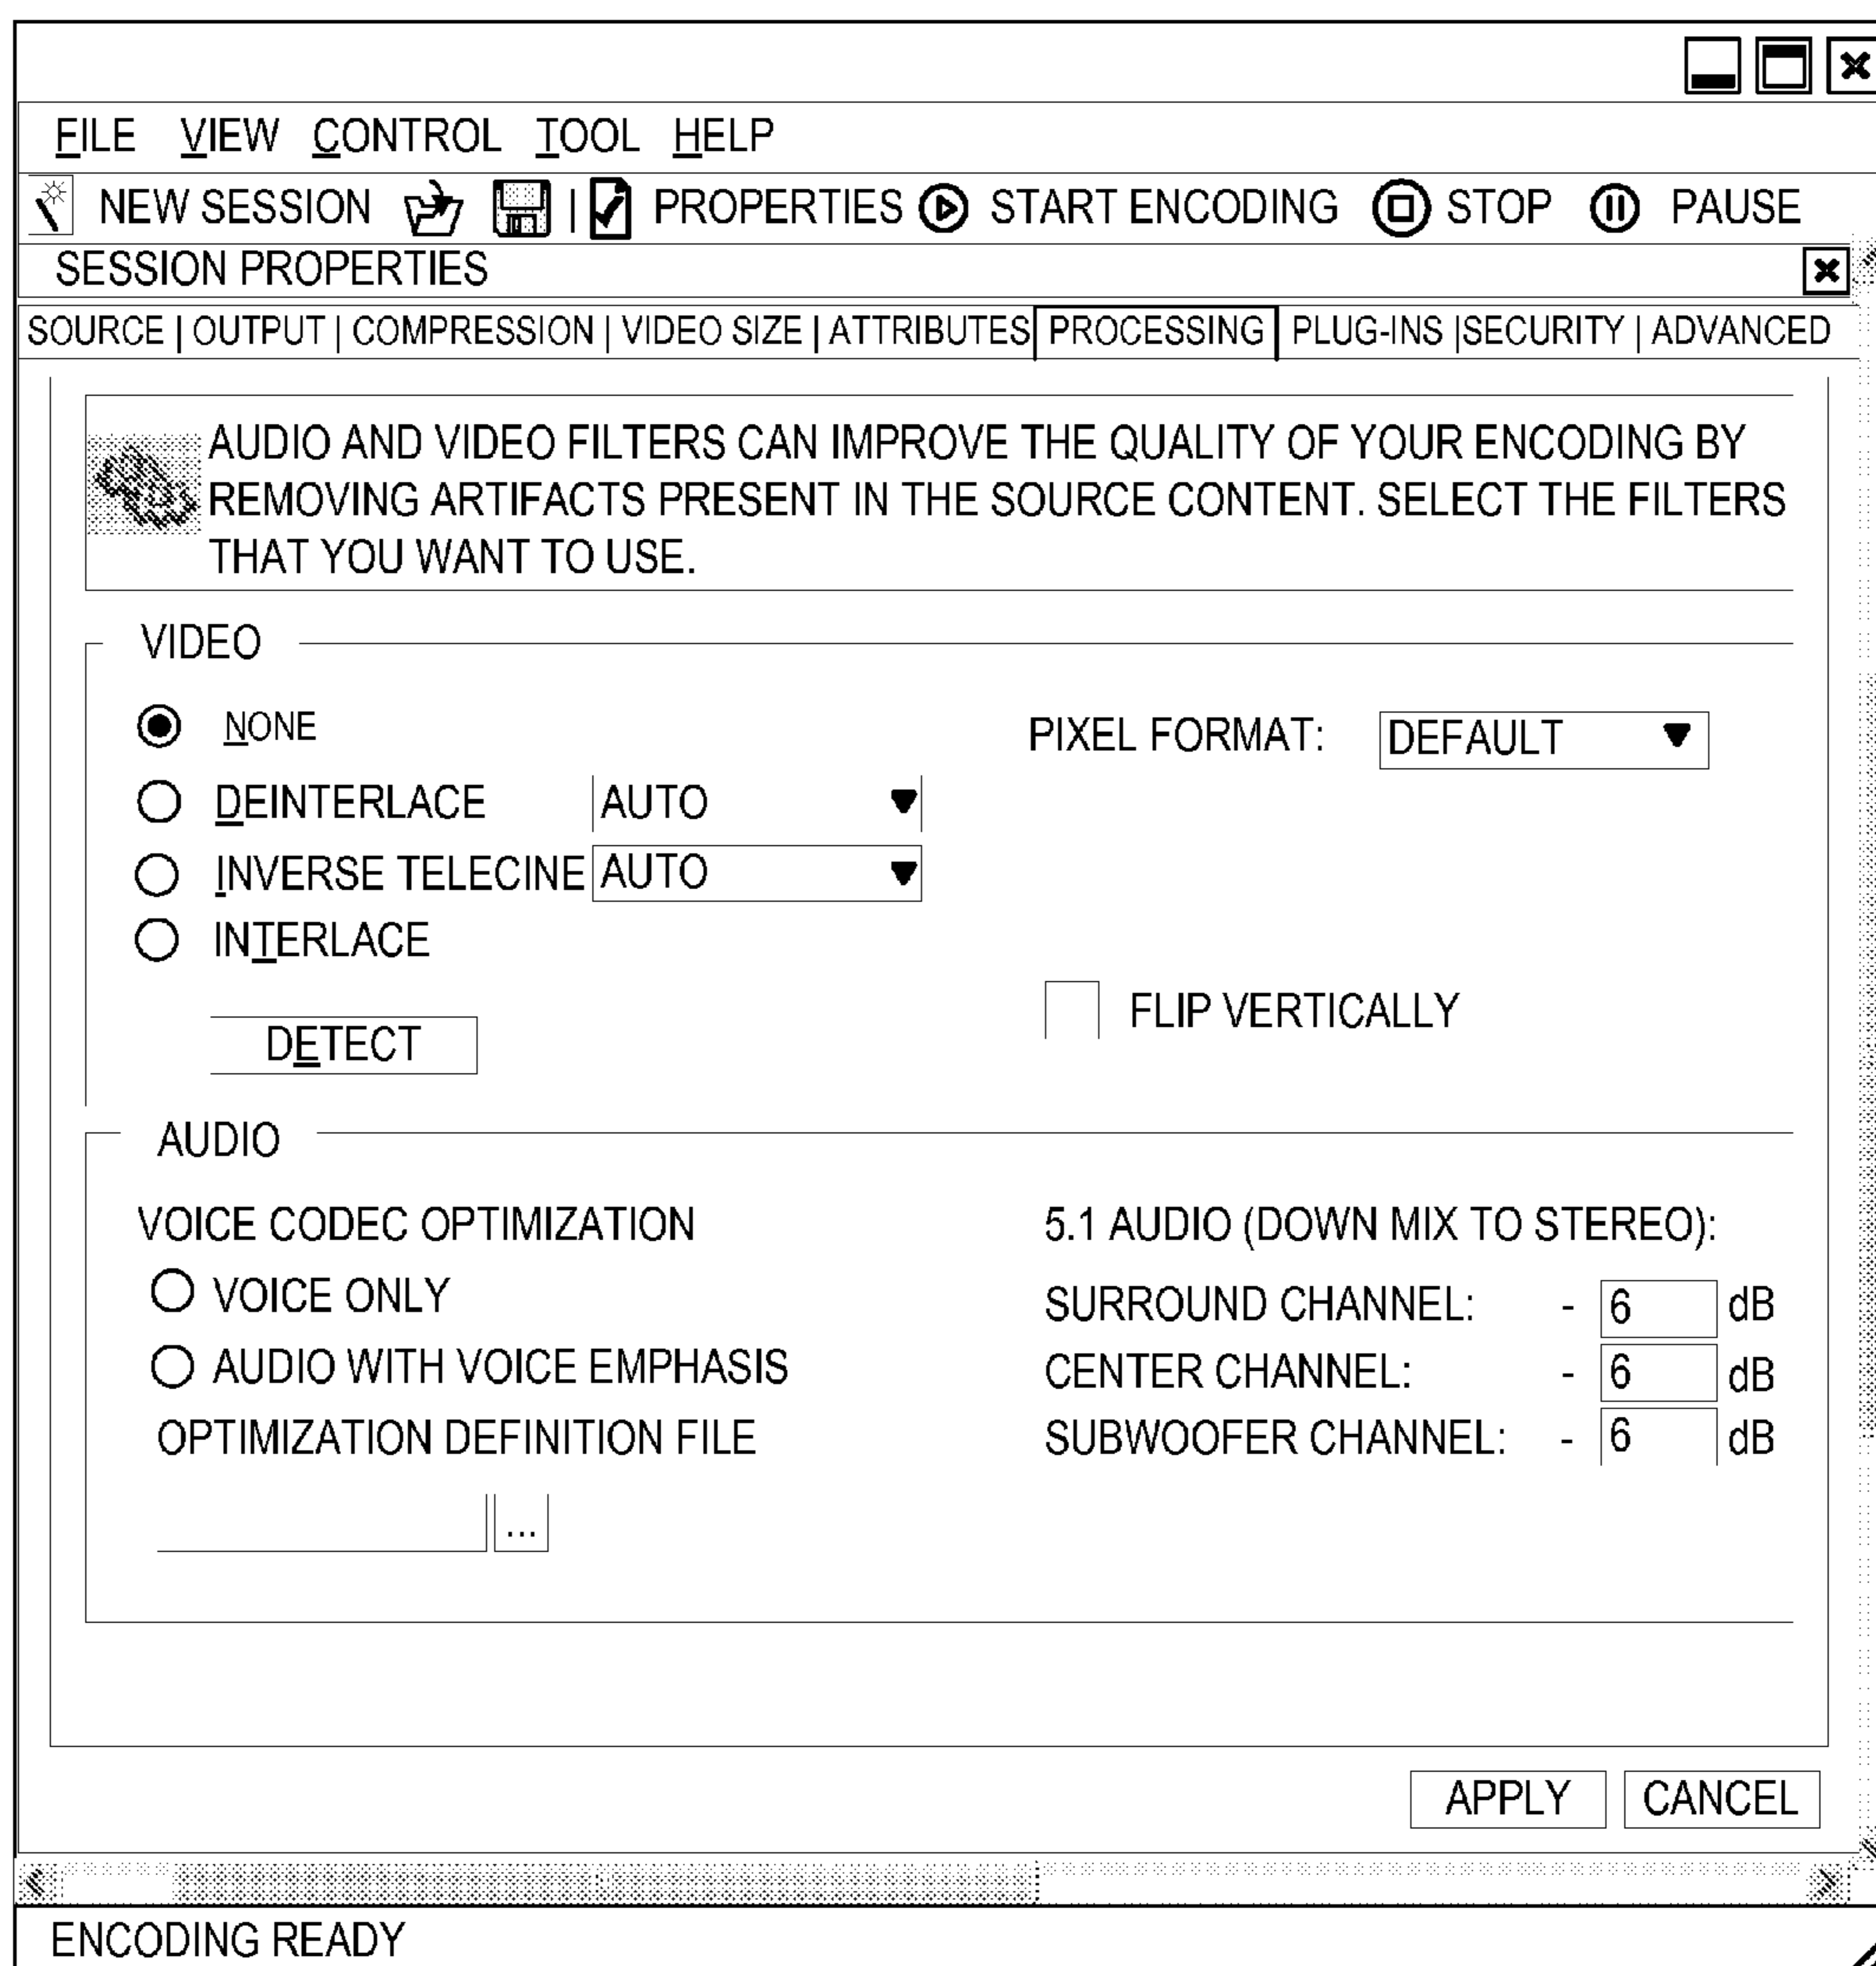 FILE VIEW CONTROL TOOL HELP
NEW SESSION | PROPERTIES START ENCODING STOP PAUSE
SESSION PROPERTIES
SOURCE | OUTPUT | COMPRESSION | VIDEO SIZE | ATTRIBUTES PROCESSING PLUG-INS |SECURITY | ADVANCED
AUDIO AND VIDEO FILTERS CAN IMPROVE THE QUALITY OF YOUR ENCODING BY
REMOVING ARTIFACTS PRESENT IN THE SOURCE CONTENT. SELECT THE FILTERS
THAT YOU WANT TO USE.
VIDEO
NONE
PIXEL FORMAT: DEFAULT
DEINTERLACE AUTO
INVERSE TELECINE AUTO
INTERLACE
FLIP VERTICALLY
DETECT
AUDIO
VOICE CODEC OPTIMIZATION
VOICE ONLY
AUDIO WITH VOICE EMPHASIS
OPTIMIZATION DEFINITION FILE
...
5.1 AUDIO (DOWN MIX TO STEREO):
SURROUND CHANNEL: - 6 dB
CENTER CHANNEL: - 6 dB
SUBWOOFER CHANNEL: - 6 dB
APPLY CANCEL
ENCODING READY